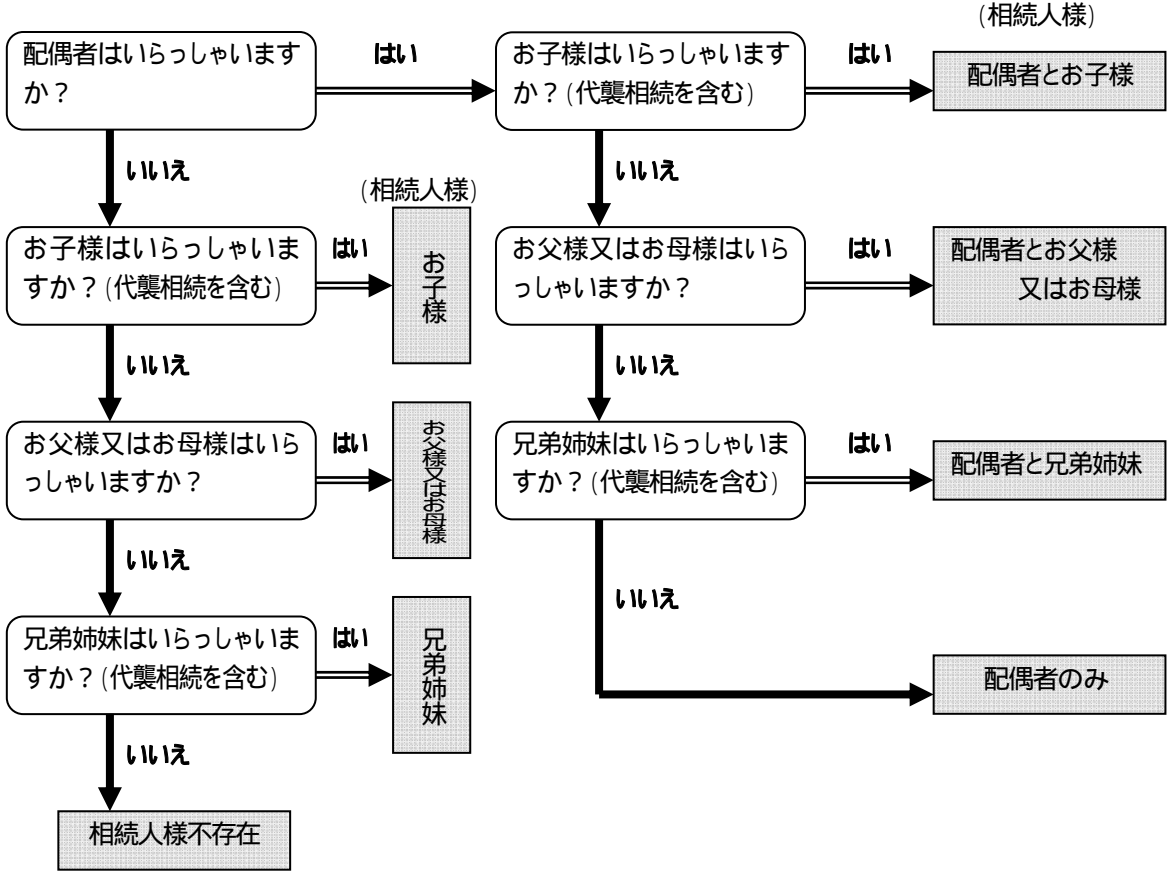 (相続人様)
配偶者はいらっしゃいます
か？
はい
お子様はいらっしゃいます
か？(代襲相続を含む)
はい
配偶者とお子様
いいえ
いいえ
(相続人様)
お子様はいらっしゃいま
すか？(代襲相続を含む)
はい
お子様
お父様又はお母様はいら
っしゃいますか？
はい
配偶者とお父様
又はお母様
いいえ
いいえ
お父様又はお母様はいら
っしゃいますか？
はい
お父様又はお母様
兄弟姉妹はいらっしゃいま
すか？(代襲相続を含む)
はい
配偶者と兄弟姉妹
いいえ
いいえ
兄弟姉妹はいらっしゃいま
すか？(代襲相続を含む)
はい
兄弟姉妹
配偶者のみ
いいえ
相続人様不存在